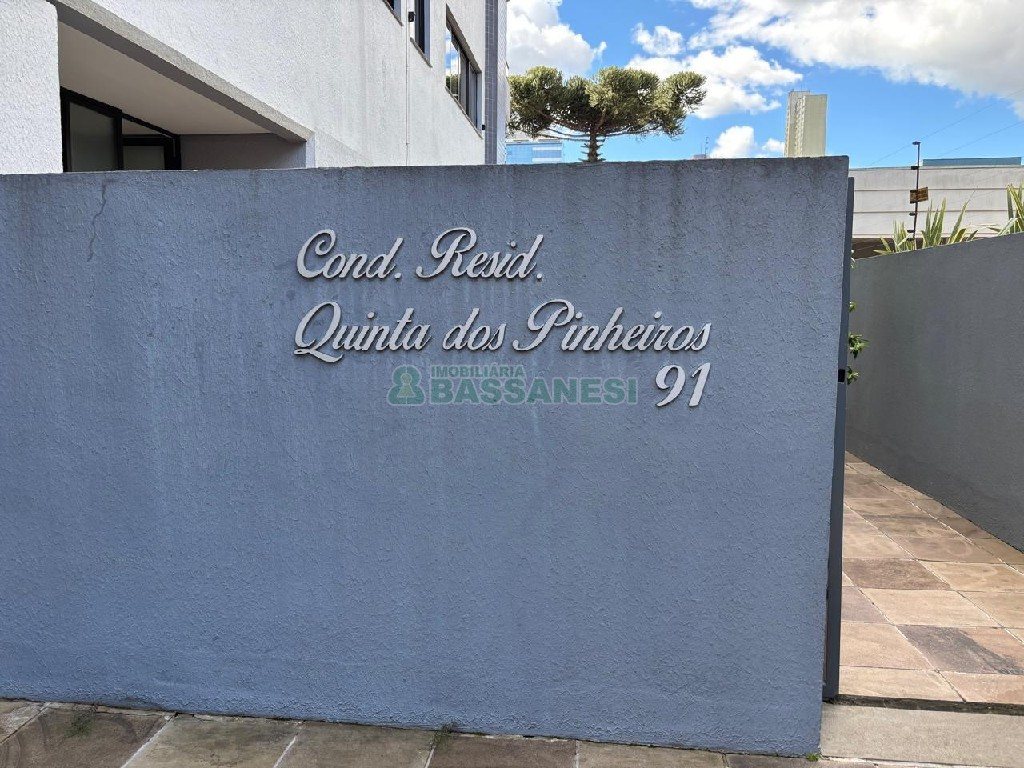 Cond. Resid.
Quinta dos Pinheiros
91
IMOBILIÁRIA
BASSANESI